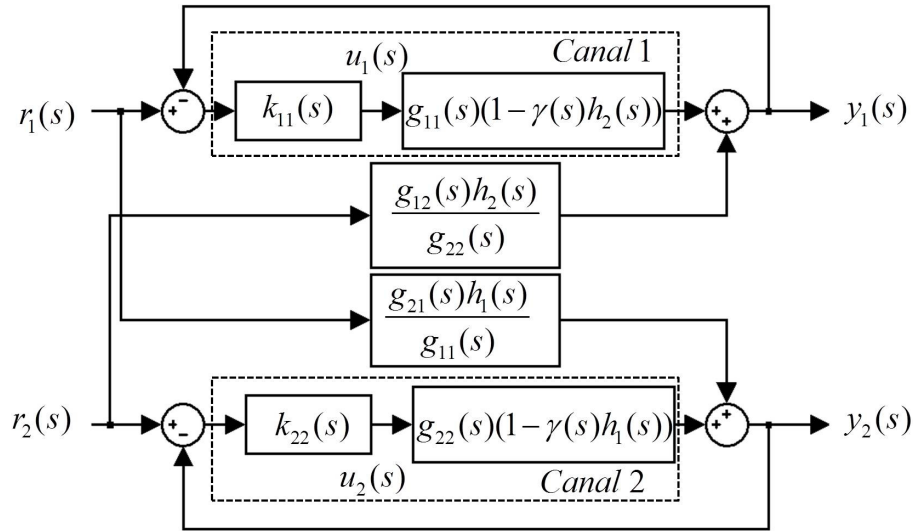 Canal 1
u₁(s)
r₁(s)
+
-
k₁₁(s)
g₁₁(s)(1−γ(s)h₂(s))
+
+
y₁(s)
g₁₂(s)h₂(s)
g₂₂(s)
g₂₁(s)h₁(s)
g₁₁(s)
r₂(s)
+
-
k₂₂(s)
g₂₂(s)(1−γ(s)h₁(s))
+
+
y₂(s)
u₂(s)
Canal 2